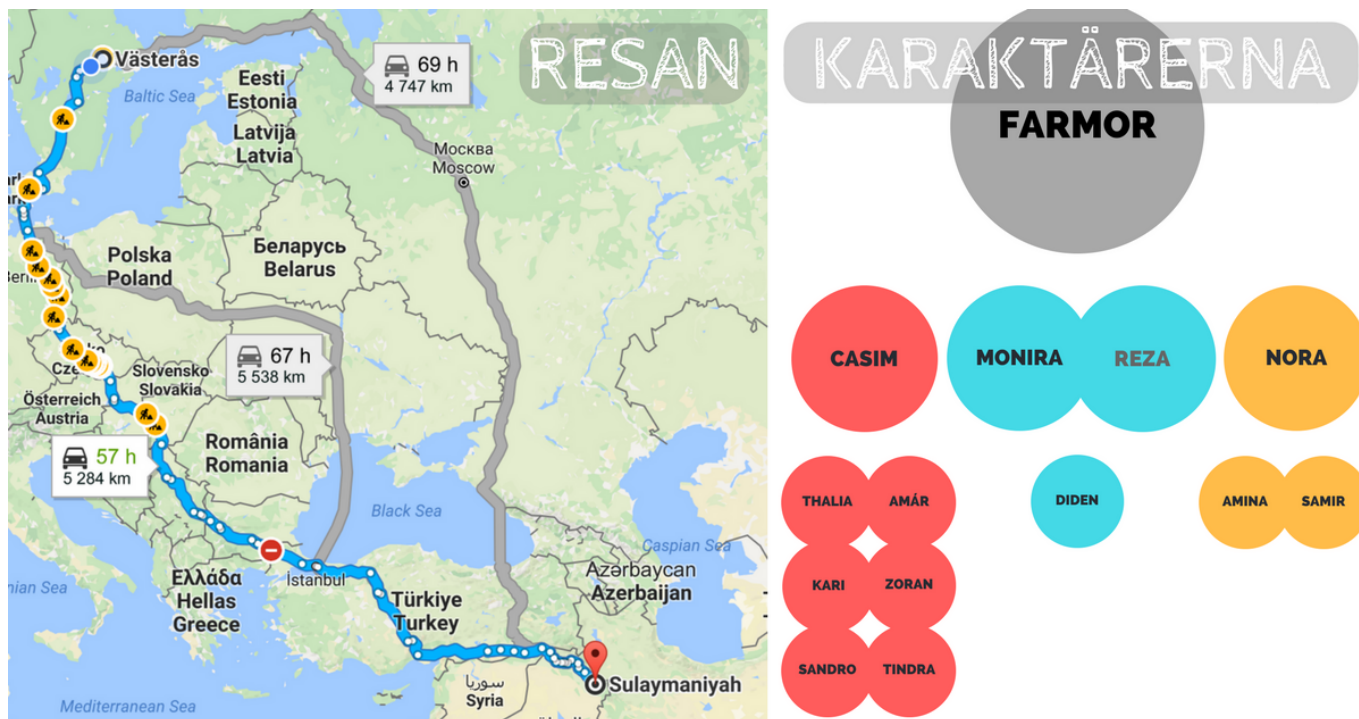 RESAN
Västerås
69 h
4 747 km
Eesti
Estonia
Baltic Sea
Latvija
Latvia
Москва
Moscow
Polska
Poland
Беларусь
Belarus
Berlin
67 h
5 538 km
Slovensko
Slovakia
Österreich
Austria
România
Romania
57 h
5 284 km
Black Sea
Caspian Sea
İstanbul
Azərbaycan
Azerbaijan
Ελλάδα
Hellas
Greece
Türkiye
Turkey
سوريا
Syria
Sulaymaniyah
Mediterranean Sea
KARAKTÄRERNA
FARMOR
CASIM
MONIRA
REZA
NORA
THALIA
AMÁR
DIDEN
AMINA
SAMIR
KARI
ZORAN
SANDRO
TINDRA